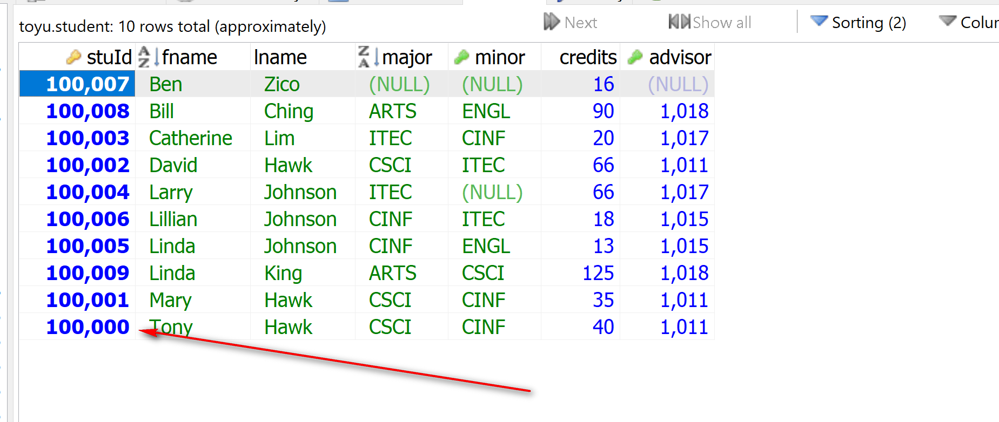 toyu.student: 10 rows total (approximately) Next Show all Sorting (2)
stuId AZ fname lname ZA major minor credits advisor
100,007 Ben Zico (NULL) (NULL) 16 (NULL)
100,008 Bill Ching ARTS ENGL 90 1,018
100,003 Catherine Lim ITEC CINF 20 1,017
100,002 David Hawk CSCI ITEC 66 1,011
100,004 Larry Johnson ITEC (NULL) 66 1,017
100,006 Lillian Johnson CINF ITEC 18 1,015
100,005 Linda Johnson CINF ENGL 13 1,015
100,009 Linda King ARTS CSCI 125 1,018
100,001 Mary Hawk CSCI CINF 35 1,011
100,000 Tony Hawk CSCI CINF 40 1,011